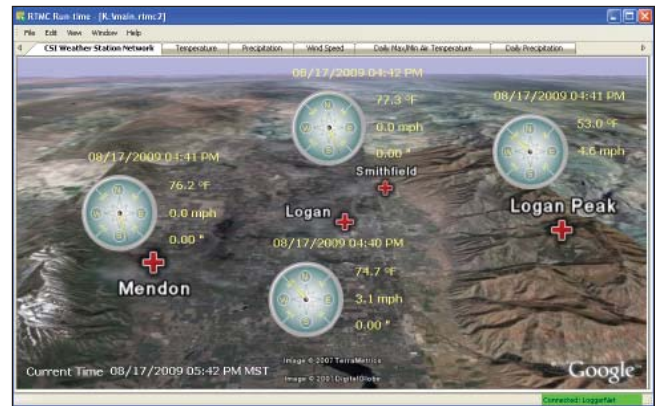 RTMC Run-time - [K:\main.rtmc2]
File Edit View Window Help
CSI Weather Station Network Temperature Precipitation Wind Speed Daily Max/Min Air Temperature Daily Precipitation
08/17/2009 04:42 PM
77.3 °F
0.0 mph
0.00 "
Smithfield
08/17/2009 04:41 PM
53.0 °F
4.6 mph
Logan Peak
08/17/2009 04:41 PM
76.2 °F
0.0 mph
0.00 "
Mendon
Logan
08/17/2009 04:40 PM
74.7 °F
3.1 mph
0.00 "
Image © 2007 TerraMetrics
Image © 2007 DigitalGlobe
Current Time 08/17/2009 05:42 PM MST
Google
Connected: LoggerNet